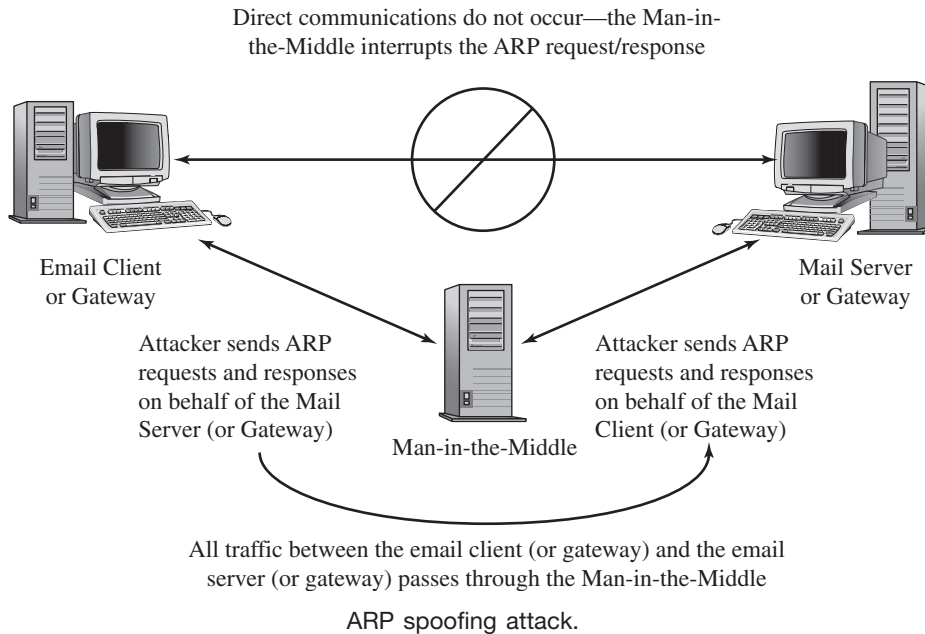 Direct communications do not occur—the Man-in-
the-Middle interrupts the ARP request/response
Email Client
or Gateway
Mail Server
or Gateway
Attacker sends ARP
requests and responses
on behalf of the Mail
Server (or Gateway)
Man-in-the-Middle
Attacker sends ARP
requests and responses
on behalf of the Mail
Client (or Gateway)
All traffic between the email client (or gateway) and the email
server (or gateway) passes through the Man-in-the-Middle
ARP spoofing attack.